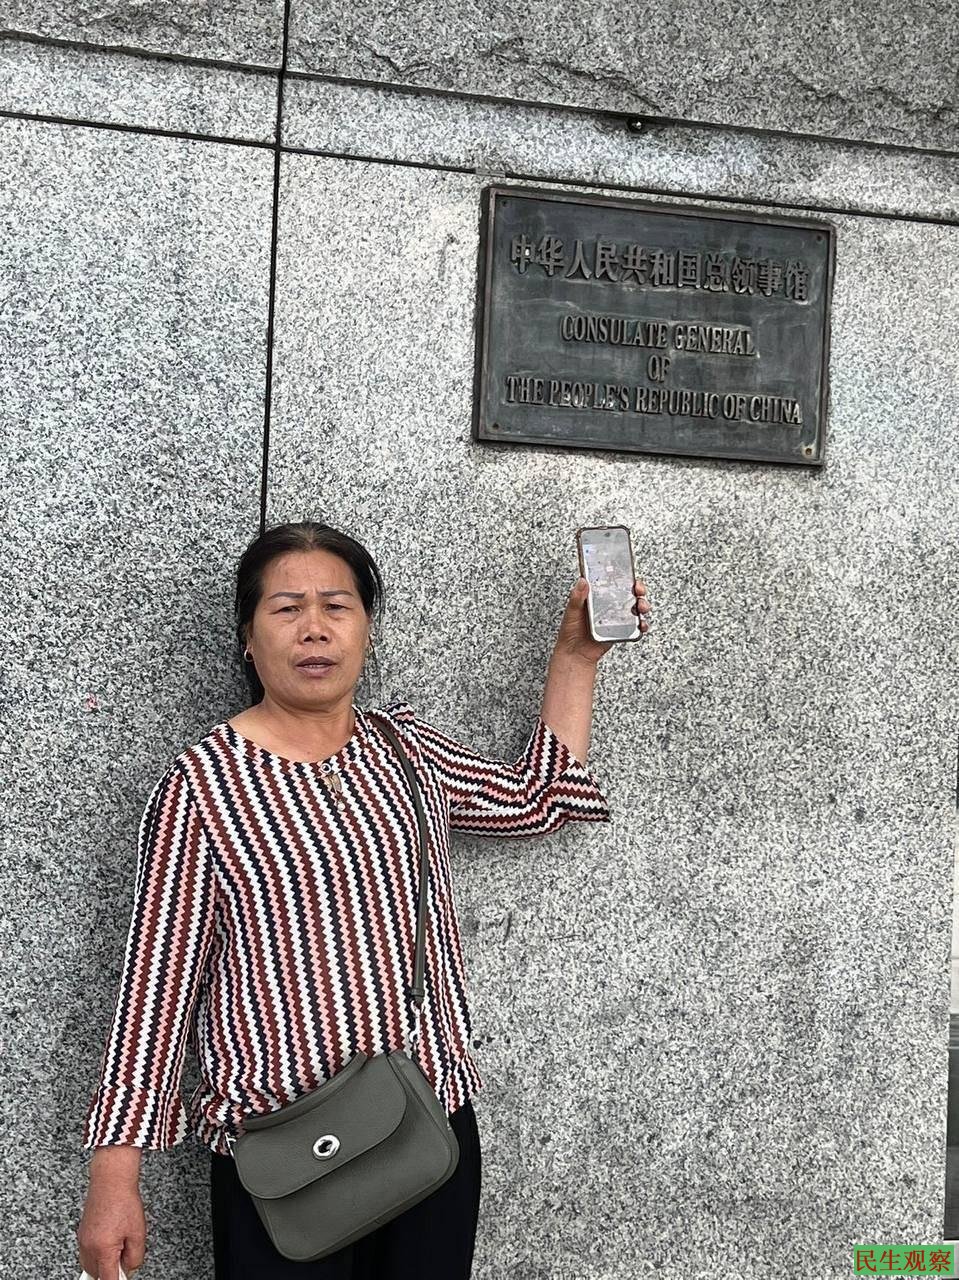 中华人民共和国总领事馆
CONSULATE GENERAL
OF
THE PEOPLE'S REPUBLIC OF CHINA
民生观察